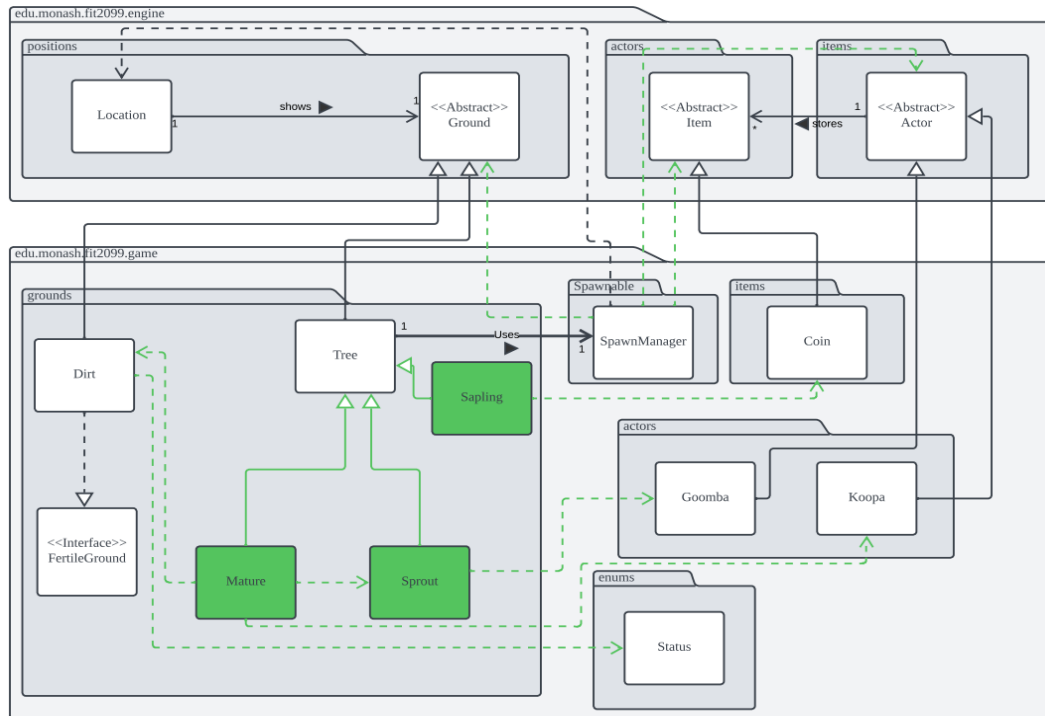 edu.monash.fit2099.engine
positions
actors
items
Location
shows
1
1
<<Abstract>>
Ground
<<Abstract>>
Item
*
stores
1
<<Abstract>>
Actor
edu.monash.fit2099.game
grounds
Spawnable
items
Tree
1
Uses
1
SpawnManager
Coin
Dirt
Sapling
actors
Goomba
Koopa
<<Interface>>
FertileGround
Mature
Sprout
enums
Status